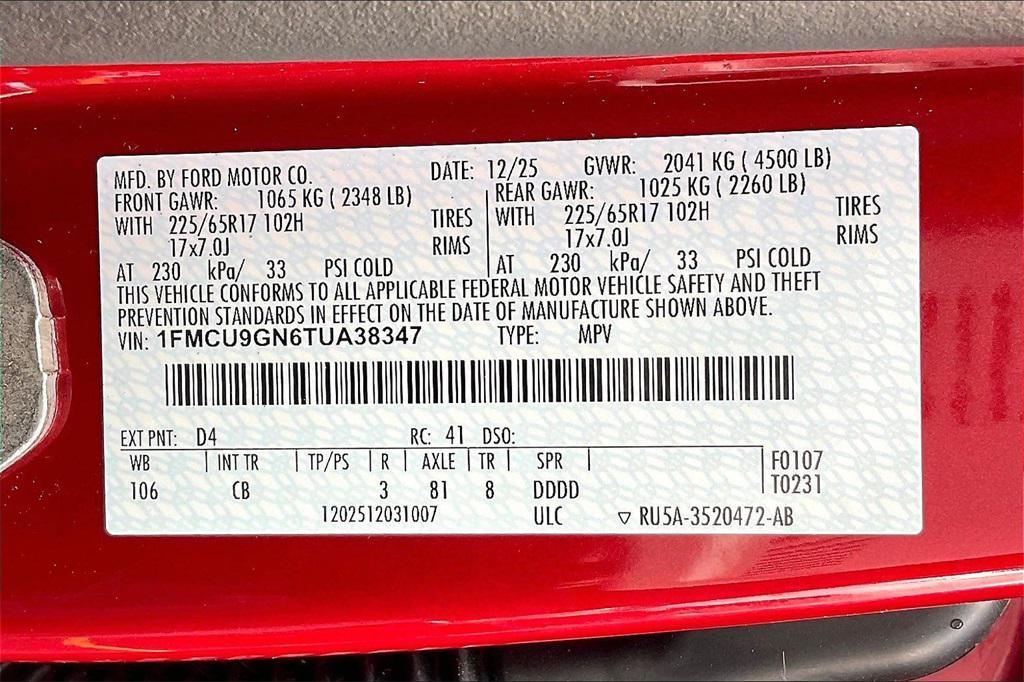 MFD. BY FORD MOTOR CO. DATE: 12/25 GVWR: 2041 KG ( 4500 LB)
FRONT GAWR: 1065 KG ( 2348 LB) REAR GAWR: 1025 KG ( 2260 LB)
WITH 225/65R17 102H TIRES WITH 225/65R17 102H TIRES
17x7.0J RIMS 17x7.0J RIMS
AT 230 kPa/ 33 PSI COLD AT 230 kPa/ 33 PSI COLD
THIS VEHICLE CONFORMS TO ALL APPLICABLE FEDERAL MOTOR VEHICLE SAFETY AND THEFT
PREVENTION STANDARDS IN EFFECT ON THE DATE OF MANUFACTURE SHOWN ABOVE.
VIN: 1FMCU9GN6TUA38347 TYPE: MPV
EXT PNT: D4 RC: 41 DSO:
WB | INT TR | TP/PS | R | AXLE | TR | SPR | F0107
106 CB 3 81 8 DDDD T0231
1202512031007 ULC ▽ RU5A-3520472-AB